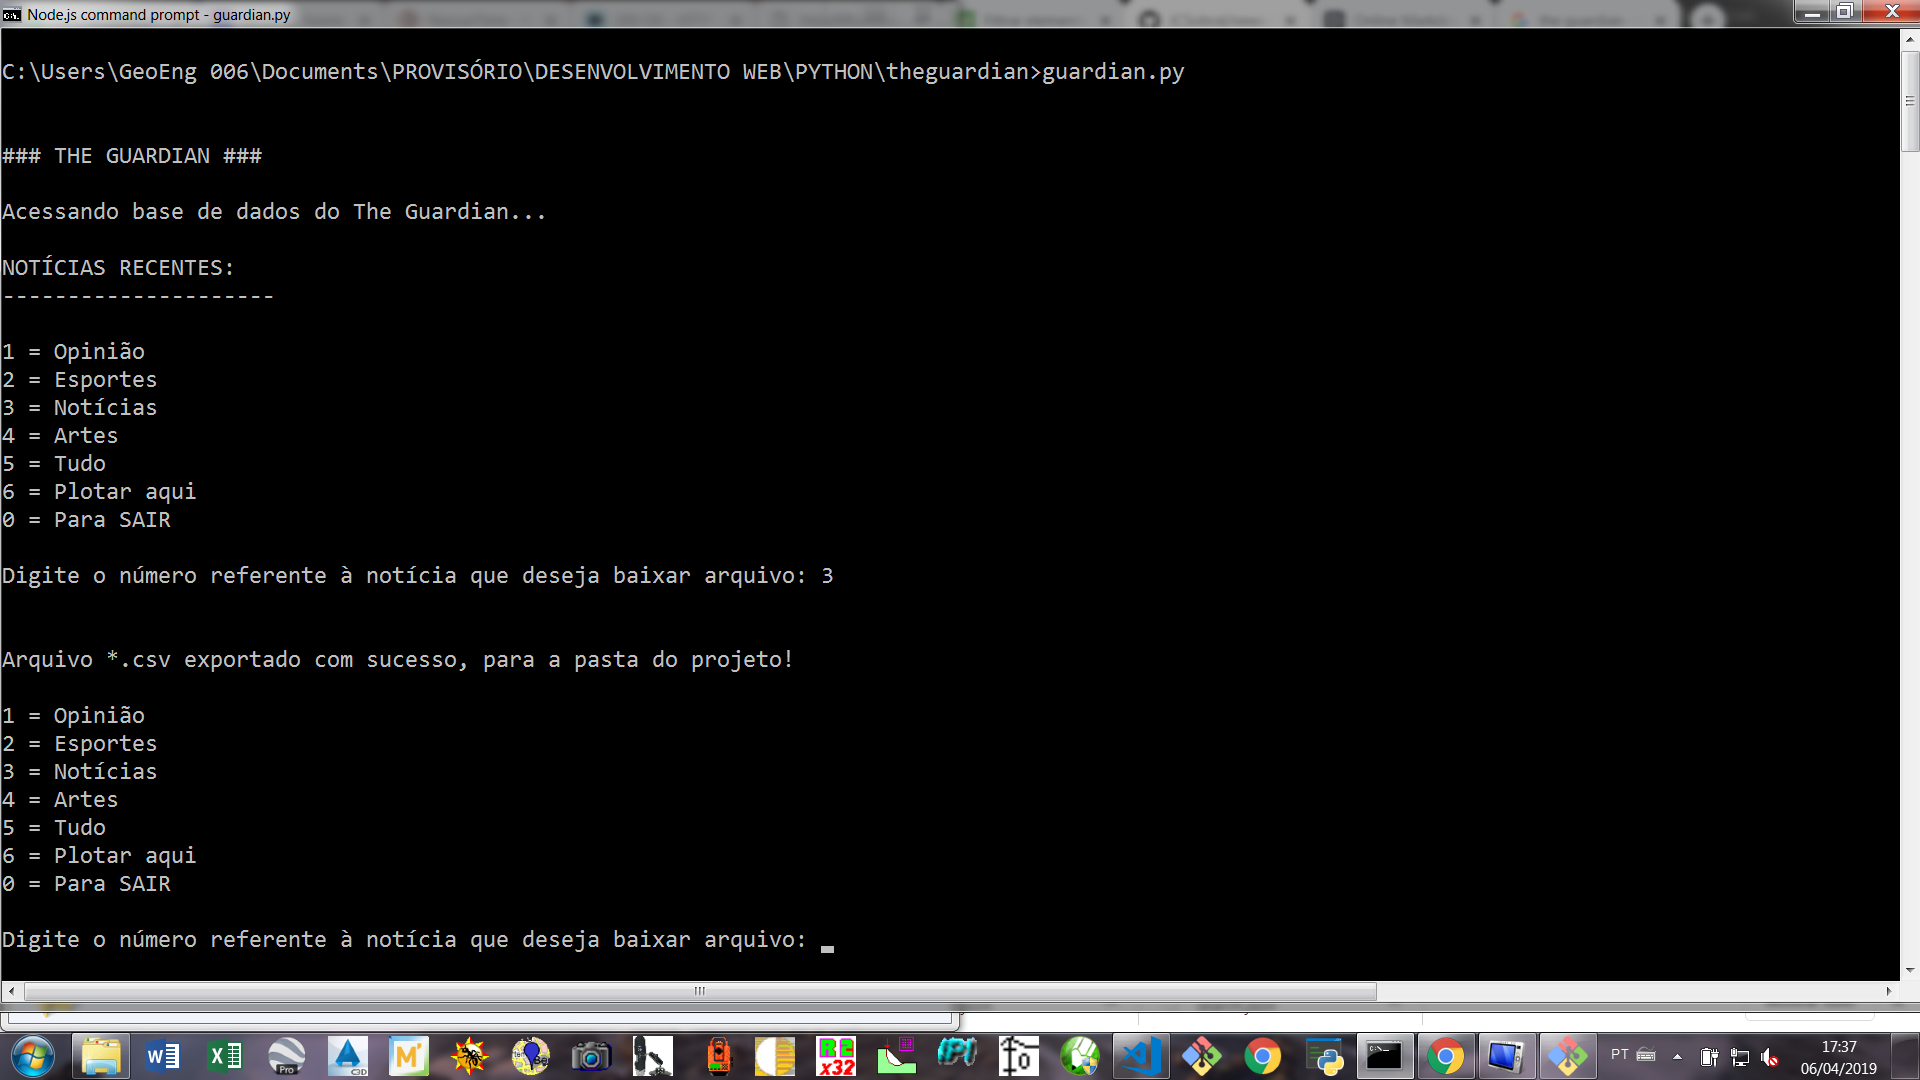 Node.js command prompt - guardian.py
C:\Users\GeoEng 006\Documents\PROVISÓRIO\DESENVOLVIMENTO WEB\PYTHON\theguardian>guardian.py
### THE GUARDIAN ###
Acessando base de dados do The Guardian...
NOTÍCIAS RECENTES:
---------------------
1 = Opinião
2 = Esportes
3 = Notícias
4 = Artes
5 = Tudo
6 = Plotar aqui
0 = Para SAIR
Digite o número referente à notícia que deseja baixar arquivo: 3
Arquivo *.csv exportado com sucesso, para a pasta do projeto!
1 = Opinião
2 = Esportes
3 = Notícias
4 = Artes
5 = Tudo
6 = Plotar aqui
0 = Para SAIR
Digite o número referente à notícia que deseja baixar arquivo:
Pro
C3D
x32
PT
17:37
06/04/2019